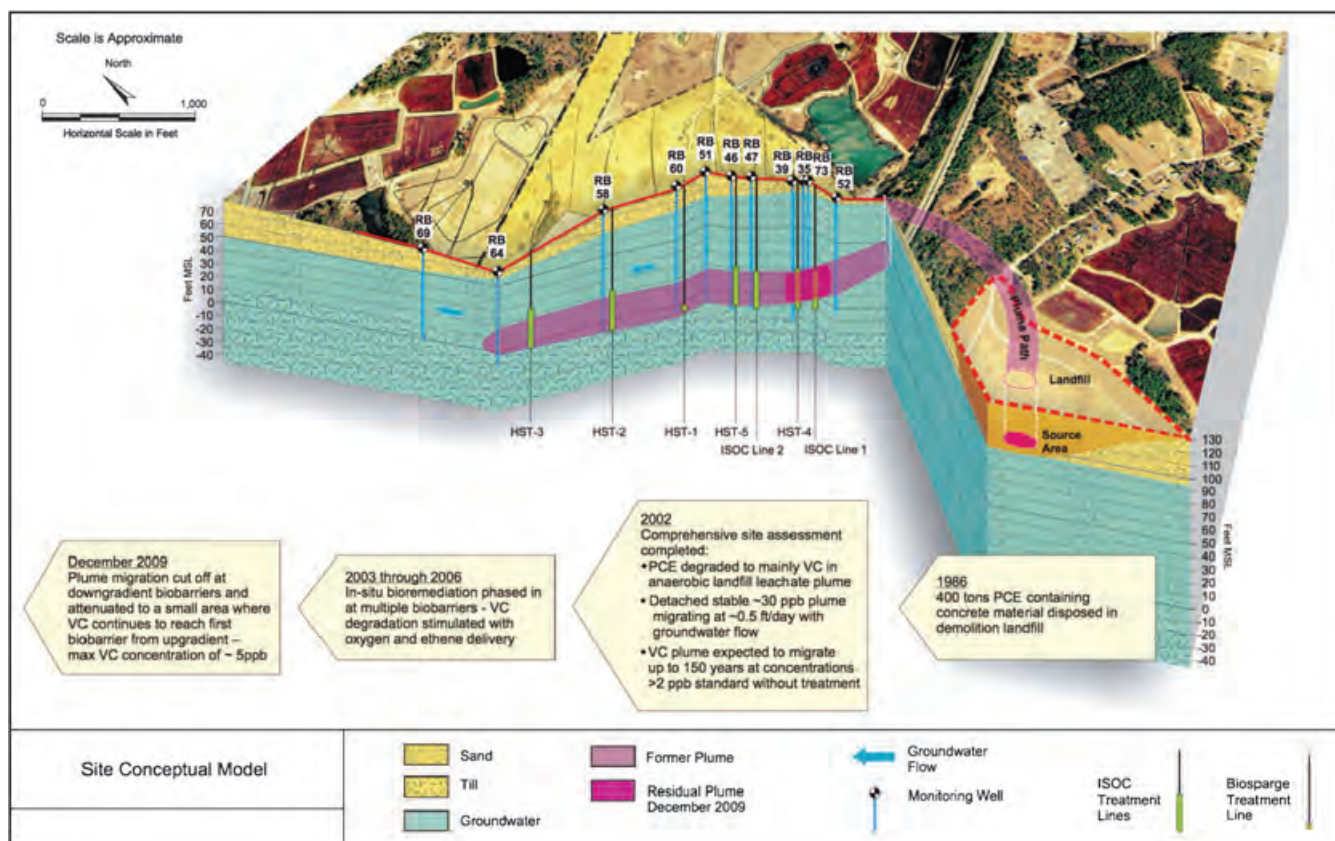 Scale is Approximate
North
0 1,000
Horizontal Scale in Feet
RB 69
RB 64
RB 58
RB 60
RB 51
RB 46
RB 47
RB 39
RB 35
RB 73
RB 52
Feet MSL
70
60
50
40
30
20
10
0
-10
-20
-30
-40
HST-3
HST-2
HST-1
HST-5
ISOC Line 2
HST-4
ISOC Line 1
Plume Path
Landfill
Source
Area
130
120
110
100
90
80
70
60
50
40
30
20
10
0
-10
-20
-30
-40
Feet MSL
December 2009
Plume migration cut off at
downgradient biobarriers and
attenuated to a small area where
VC continues to reach first
biobarrier from upgradient –
max VC concentration of ~ 5ppb
2003 through 2006
In-situ bioremediation phased in
at multiple biobarriers - VC
degradation stimulated with
oxygen and ethene delivery
2002
Comprehensive site assessment
completed:
•PCE degraded to mainly VC in
anaerobic landfill leachate plume
• Detached stable ~30 ppb plume
migrating at ~0.5 ft/day with
groundwater flow
• VC plume expected to migrate
up to 150 years at concentrations
>2 ppb standard without treatment
1986
400 tons PCE containing
concrete material disposed in
demolition landfill
Site Conceptual Model
Sand
Till
Groundwater
Former Plume
Residual Plume
December 2009
Groundwater
Flow
Monitoring Well
ISOC
Treatment
Lines
Biosparge
Treatment
Line